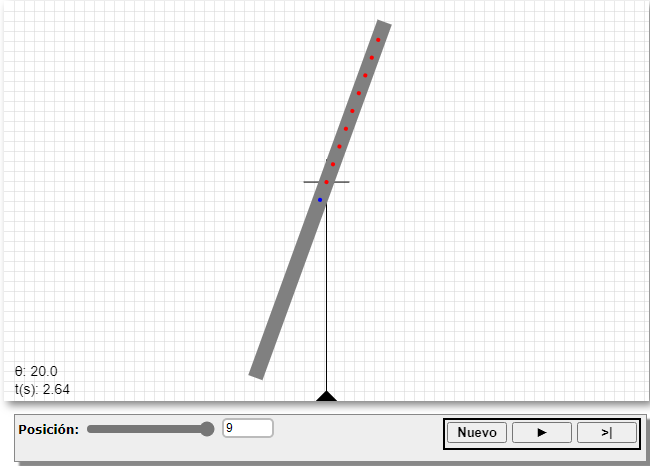 θ: 20.0
t(s): 2.64
Posición: 9 Nuevo ► >|